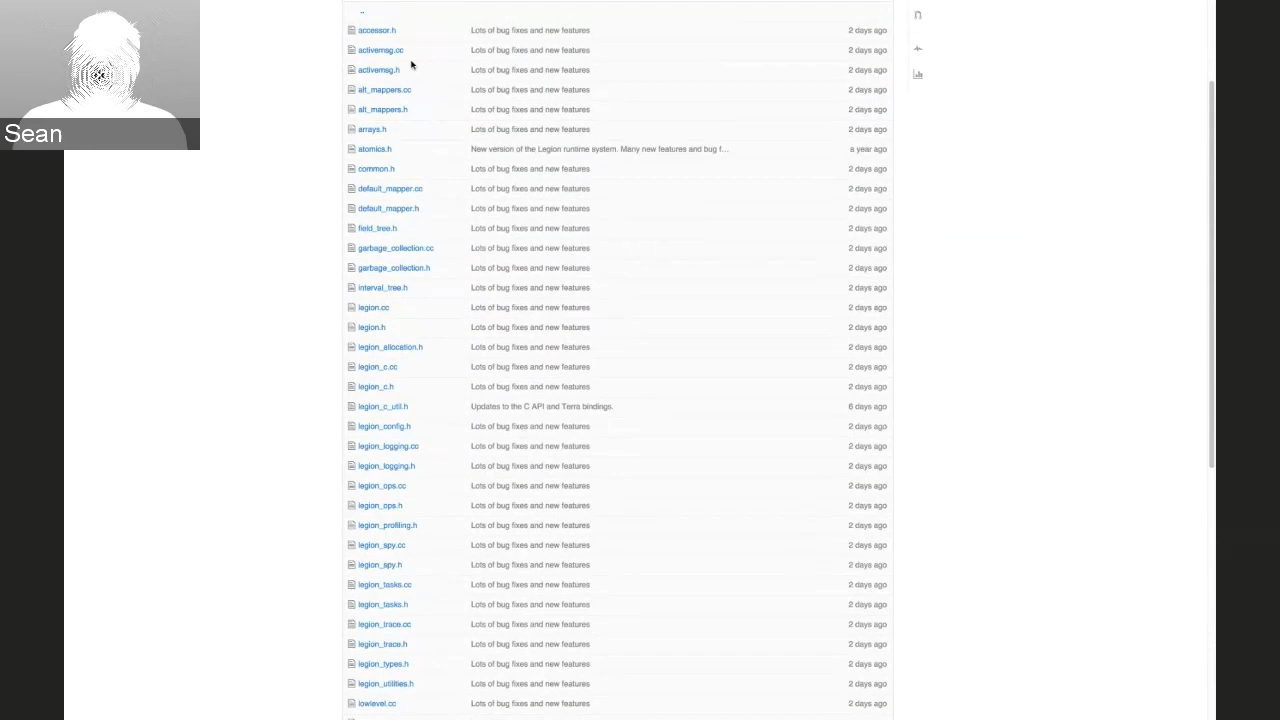 Sean
..
accessor.h Lots of bug fixes and new features 2 days ago
activemsg.cc Lots of bug fixes and new features 2 days ago
activemsg.h Lots of bug fixes and new features 2 days ago
alt_mappers.cc Lots of bug fixes and new features 2 days ago
alt_mappers.h Lots of bug fixes and new features 2 days ago
arrays.h Lots of bug fixes and new features 2 days ago
atomics.h New version of the Legion runtime system. Many new features and bug f… a year ago
common.h Lots of bug fixes and new features 2 days ago
default_mapper.cc Lots of bug fixes and new features 2 days ago
default_mapper.h Lots of bug fixes and new features 2 days ago
field_tree.h Lots of bug fixes and new features 2 days ago
garbage_collection.cc Lots of bug fixes and new features 2 days ago
garbage_collection.h Lots of bug fixes and new features 2 days ago
interval_tree.h Lots of bug fixes and new features 2 days ago
legion.cc Lots of bug fixes and new features 2 days ago
legion.h Lots of bug fixes and new features 2 days ago
legion_allocation.h Lots of bug fixes and new features 2 days ago
legion_c.cc Lots of bug fixes and new features 2 days ago
legion_c.h Lots of bug fixes and new features 2 days ago
legion_c_util.h Updates to the C API and Terra bindings. 6 days ago
legion_config.h Lots of bug fixes and new features 2 days ago
legion_logging.cc Lots of bug fixes and new features 2 days ago
legion_logging.h Lots of bug fixes and new features 2 days ago
legion_ops.cc Lots of bug fixes and new features 2 days ago
legion_ops.h Lots of bug fixes and new features 2 days ago
legion_profiling.h Lots of bug fixes and new features 2 days ago
legion_spy.cc Lots of bug fixes and new features 2 days ago
legion_spy.h Lots of bug fixes and new features 2 days ago
legion_tasks.cc Lots of bug fixes and new features 2 days ago
legion_tasks.h Lots of bug fixes and new features 2 days ago
legion_trace.cc Lots of bug fixes and new features 2 days ago
legion_trace.h Lots of bug fixes and new features 2 days ago
legion_types.h Lots of bug fixes and new features 2 days ago
legion_utilities.h Lots of bug fixes and new features 2 days ago
lowlevel.cc Lots of bug fixes and new features 2 days ago